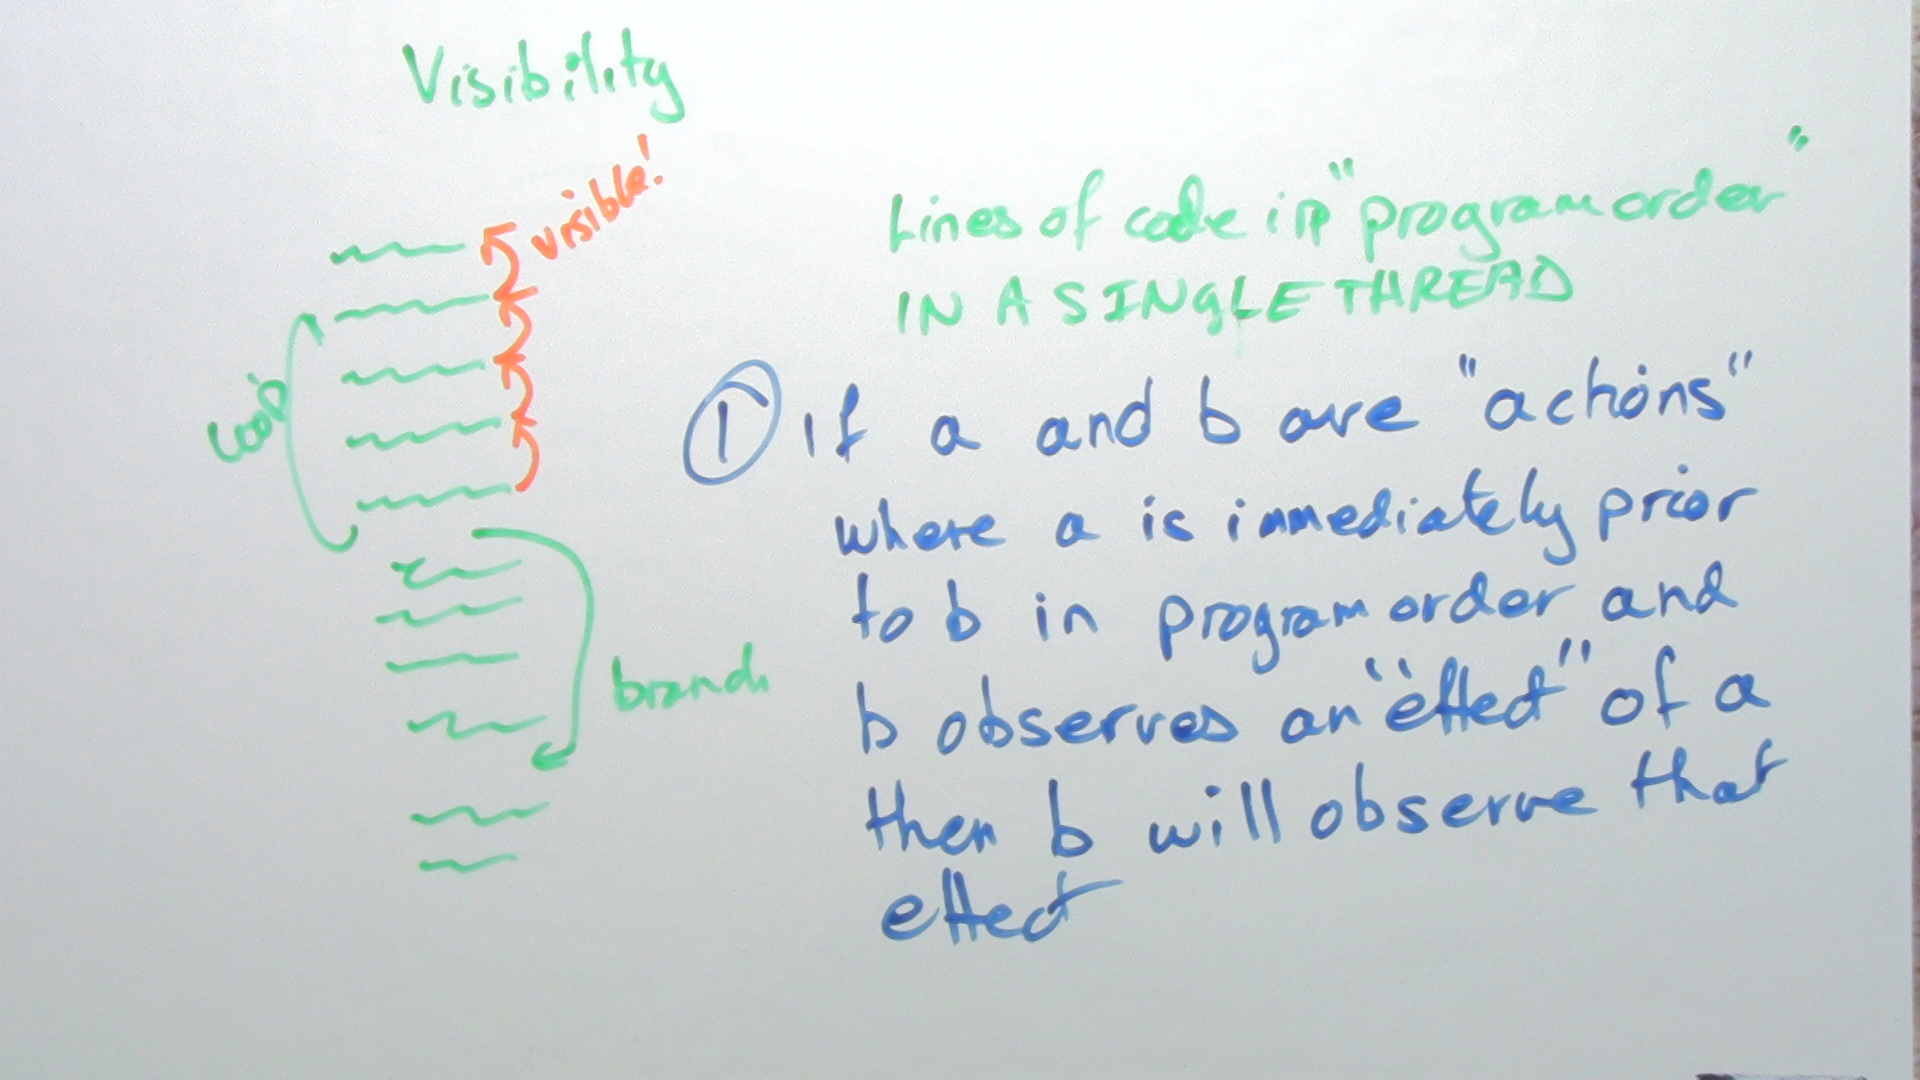 Visibility
visible!
Lines of code in "program order"
IN A SINGLE THREAD
loop
① If a and b are "actions"
where a is immediately prior
to b in program order and
branch
b observes an "effect" of a
then b will observe that
effect